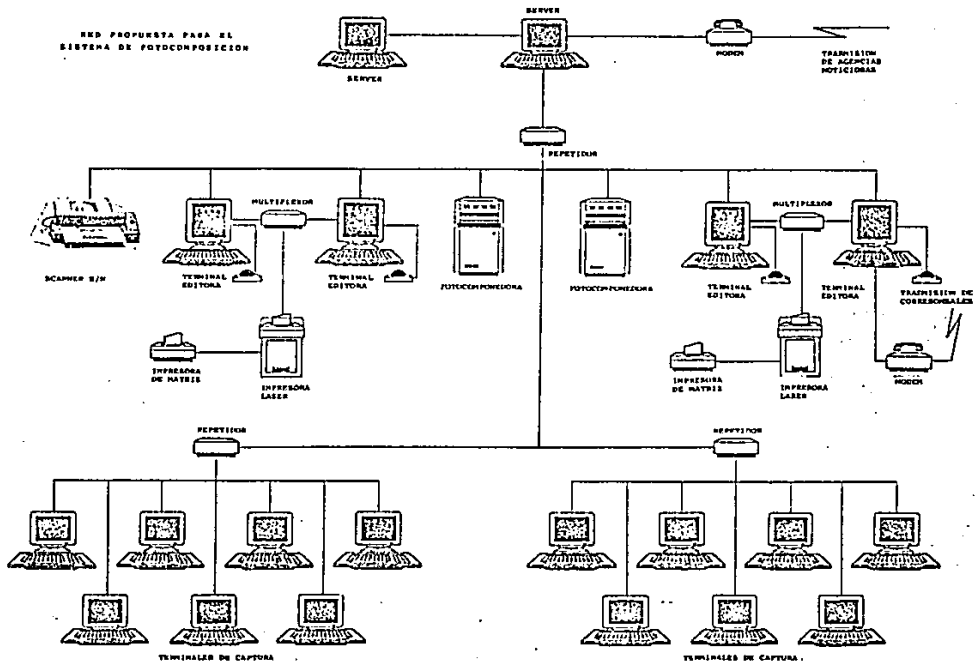 RED PROPUESTA PARA EL
SISTEMA DE FOTOCOMPOSICION
SERVER
SERVER
MODEM
TRASMISION
DE AGENCIAS
NOTICIOSAS
REPETIDOR
MULTIPLEXOR
MULTIPLEXOR
SCANNER B/N
TERMINAL
EDITORA
TERMINAL
EDITORA
FOTOCOMPONEDORA
FOTOCOMPONEDORA
TERMINAL
EDITORA
TERMINAL
EDITORA
TRASMISION DE
CORRESPONSALES
IMPRESORA
DE MATRIZ
IMPRESORA
LASER
IMPRESORA
DE MATRIZ
IMPRESORA
LASER
MODEM
REPETIDOR
REPETIDOR
TERMINALES DE CAPTURA
TERMINALES DE CAPTURA